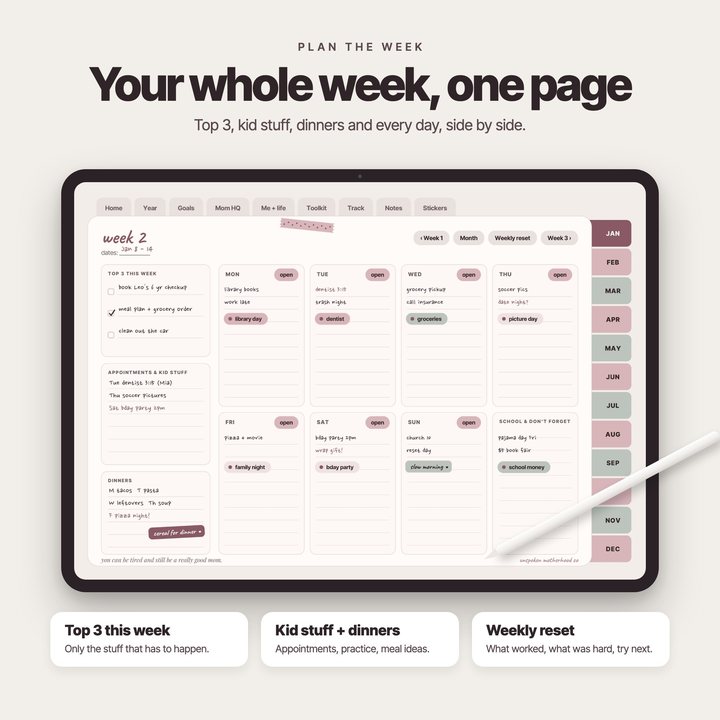 PLAN THE WEEK
Your whole week, one page
Top 3, kid stuff, dinners and every day, side by side.
Home Year Goals Mom HQ Me + life Toolkit Track Notes Stickers
week 2
dates: Jan 8 - 14
‹ Week 1 Month Weekly reset Week 3 ›
TOP 3 THIS WEEK
book Leo's 6 yr checkup
meal plan + grocery order
clean out the car
APPOINTMENTS & KID STUFF
Tue dentist 3:15 (Mia)
Thu soccer pictures
Sat bday party 2pm
DINNERS
M tacos T pasta
W leftovers Th soup
F pizza night!
cereal for dinner
MON open
library books
work late
library day
TUE open
dentist 3:15
trash night
dentist
WED open
grocery pickup
call insurance
groceries
THU open
soccer pics
date night?
picture day
FRI open
pizza + movie
family night
SAT open
bday party 2pm
wrap gift!
bday party
SUN open
church 10
reset day
slow morning
SCHOOL & DON'T FORGET
pajama day fri
$5 book fair
school money
you can be tired and still be a really good mom.
unspoken motherhood co
JAN
FEB
MAR
APR
MAY
JUN
JUL
AUG
SEP
NOV
DEC
Top 3 this week
Only the stuff that has to happen.
Kid stuff + dinners
Appointments, practice, meal ideas.
Weekly reset
What worked, what was hard, try next.